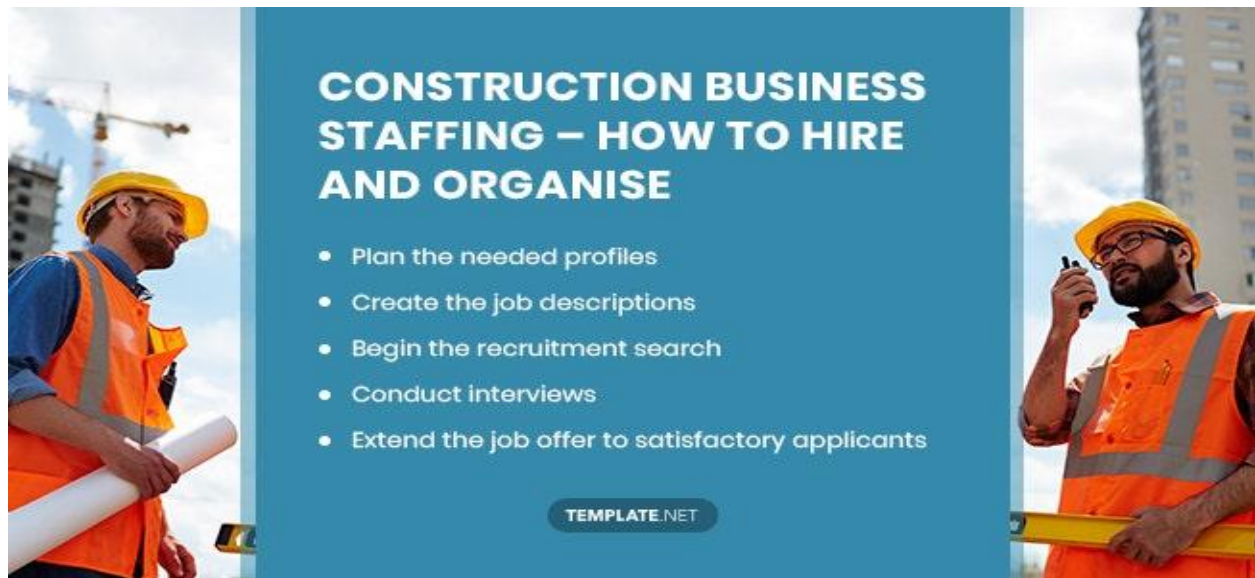 CONSTRUCTION BUSINESS
STAFFING – HOW TO HIRE
AND ORGANISE
• Plan the needed profiles
• Create the job descriptions
• Begin the recruitment search
• Conduct interviews
• Extend the job offer to satisfactory applicants
TEMPLATE.NET